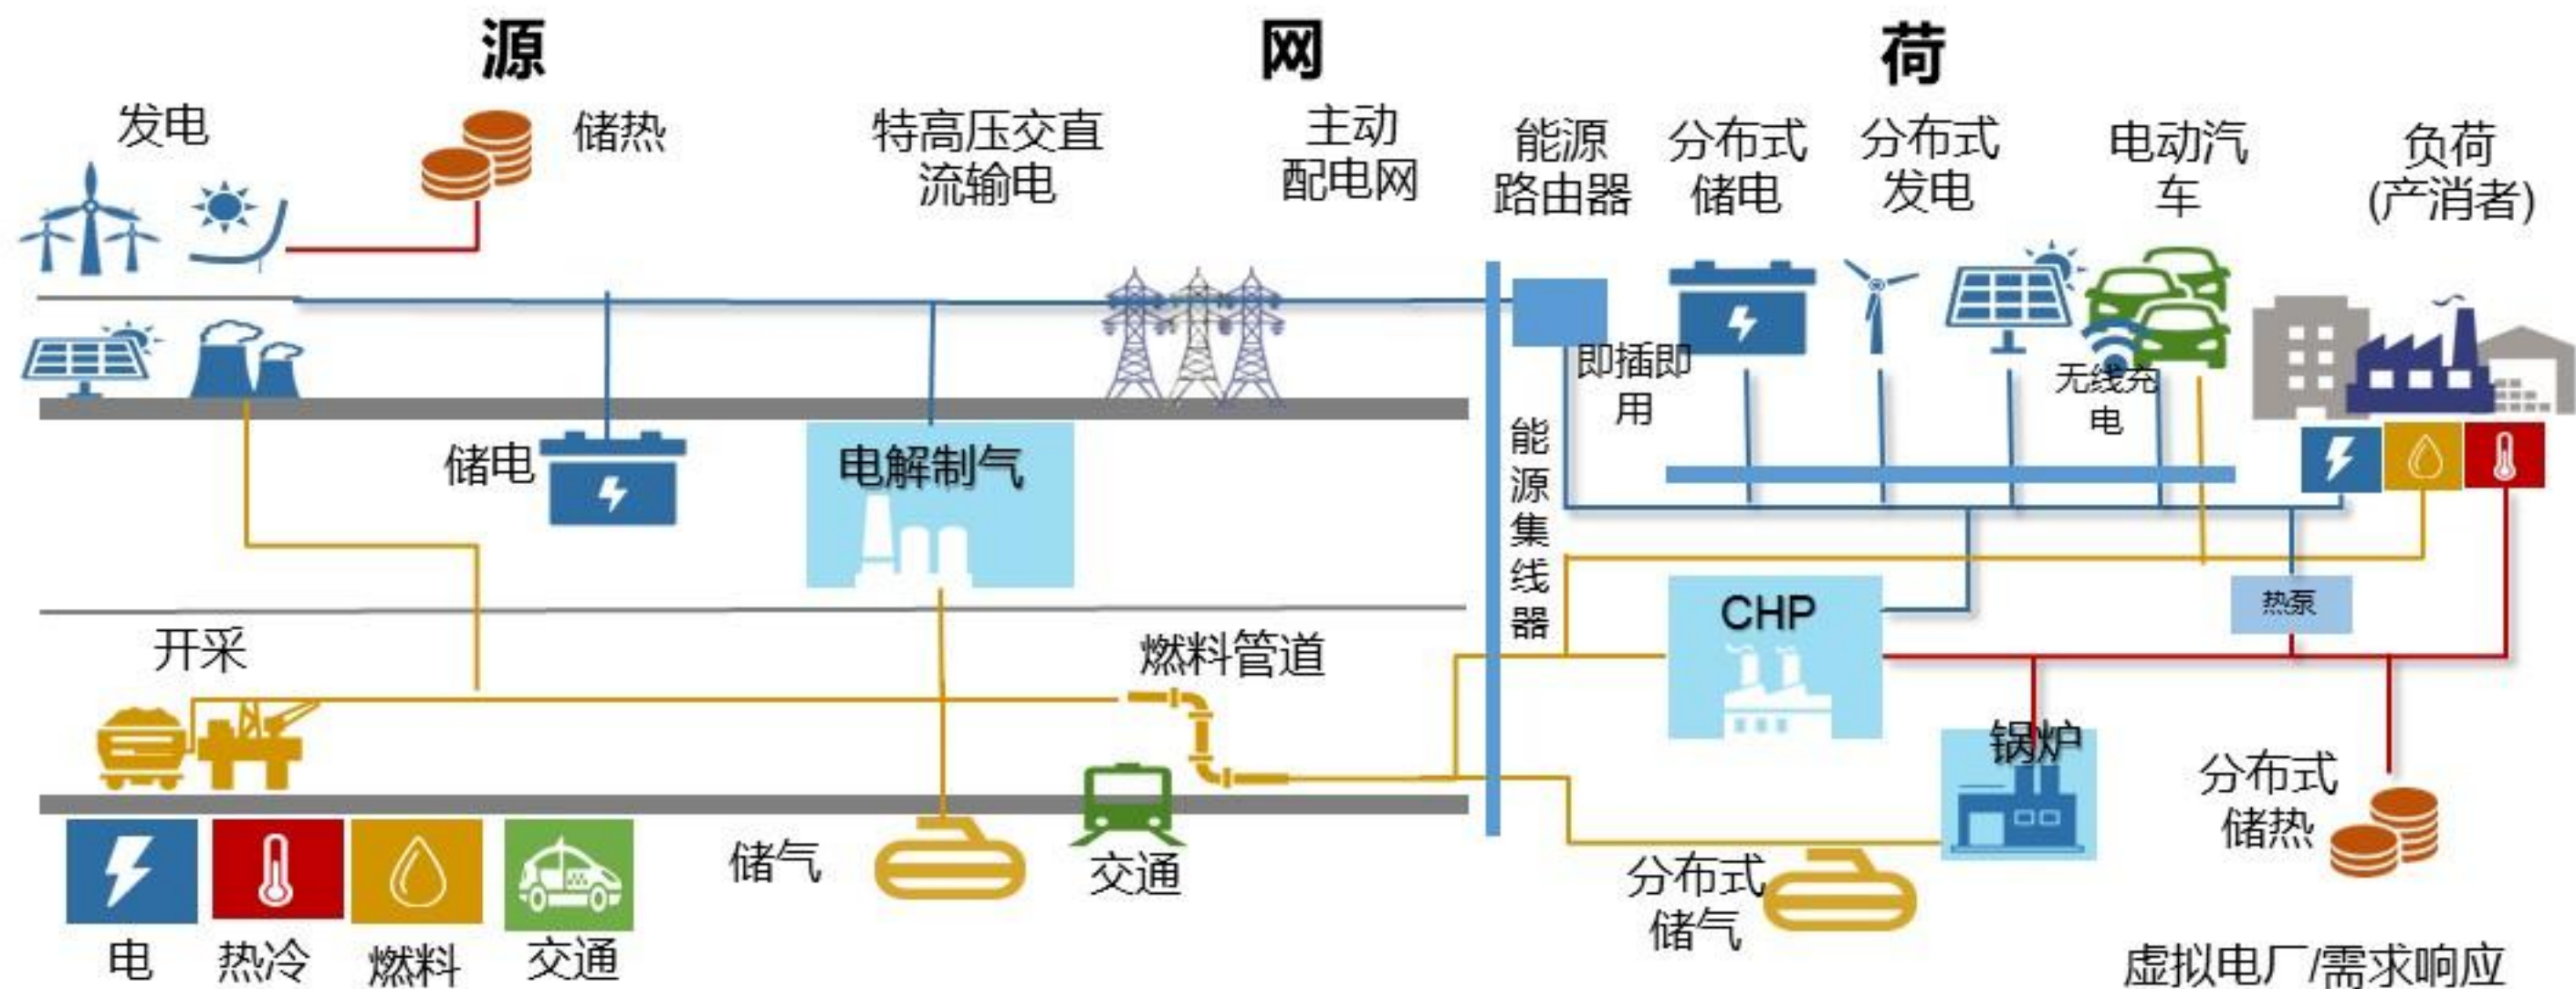 源
网
荷
发电
储热
特高压交直
流输电
主动
配电网
能源
路由器
分布式
储电
分布式
发电
电动汽
车
负荷
(产消者)
即插即
用
无线充
电
储电
电解制气
能
源
集
线
器
热泵
CHP
开采
燃料管道
锅炉
分布式
储热
储气
交通
分布式
储气
电
热冷
燃料
交通
虚拟电厂/需求响应